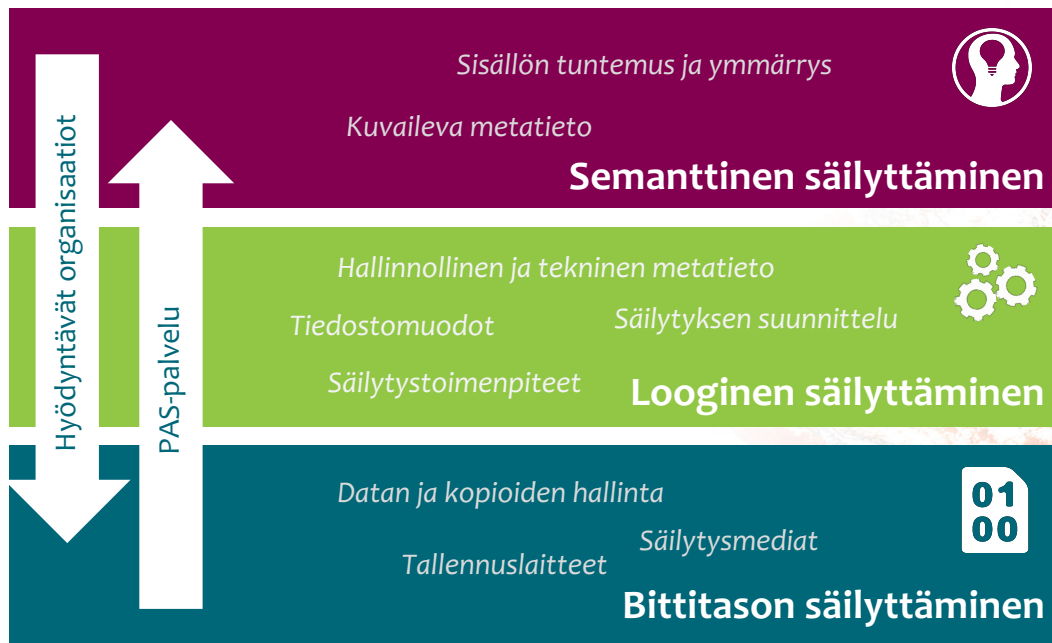 Sisällön tuntemus ja ymmärrys
Kuvaileva metatieto
Semanttinen säilyttäminen
Hyödyntävät organisaatiot
PAS-palvelu
Hallinnollinen ja tekninen metatieto
Tiedostomuodot
Säilytyksen suunnittelu
Säilytystoimenpiteet
Looginen säilyttäminen
Datan ja kopioiden hallinta
01
00
Säilytysmediat
Tallennuslaitteet
Bittitason säilyttäminen